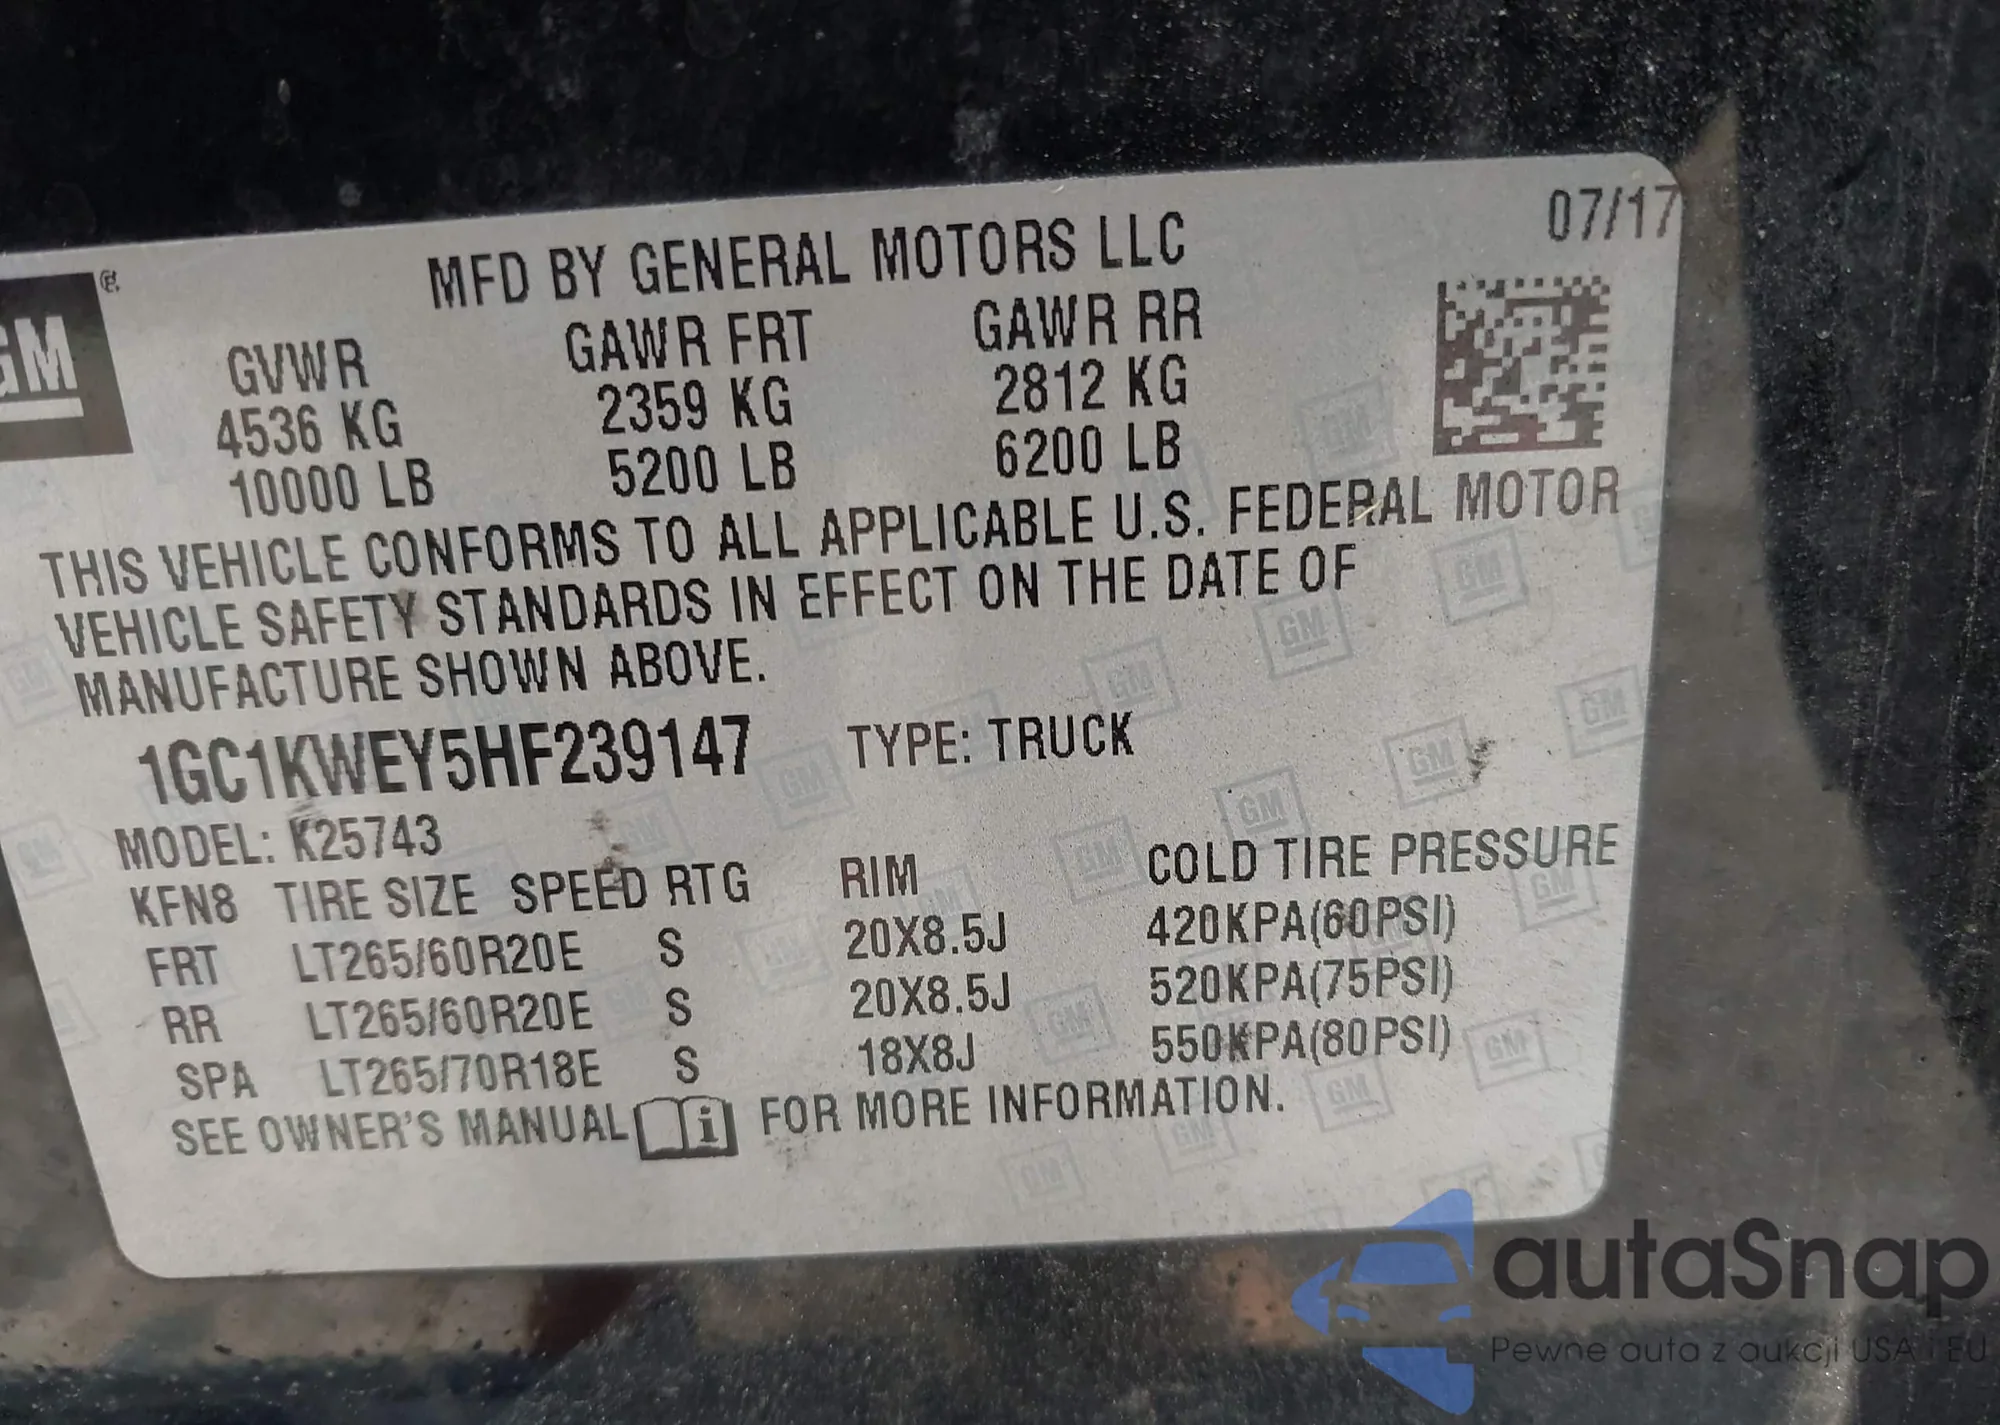 07/17
MFD BY GENERAL MOTORS LLC
GM
GVWR GAWR FRT GAWR RR
4536 KG 2359 KG 2812 KG
10000 LB 5200 LB 6200 LB
THIS VEHICLE CONFORMS TO ALL APPLICABLE U.S. FEDERAL MOTOR
VEHICLE SAFETY STANDARDS IN EFFECT ON THE DATE OF
MANUFACTURE SHOWN ABOVE.
1GC1KWEY5HF239147 TYPE: TRUCK
MODEL: K25743
KFN8 TIRE SIZE SPEED RTG RIM COLD TIRE PRESSURE
FRT LT265/60R20E S 20X8.5J 420KPA(60PSI)
RR LT265/60R20E S 20X8.5J 520KPA(75PSI)
SPA LT265/70R18E S 18X8J 550KPA(80PSI)
SEE OWNER'S MANUAL i FOR MORE INFORMATION.
autaSnap
Pewne auta z aukcji USA i EU